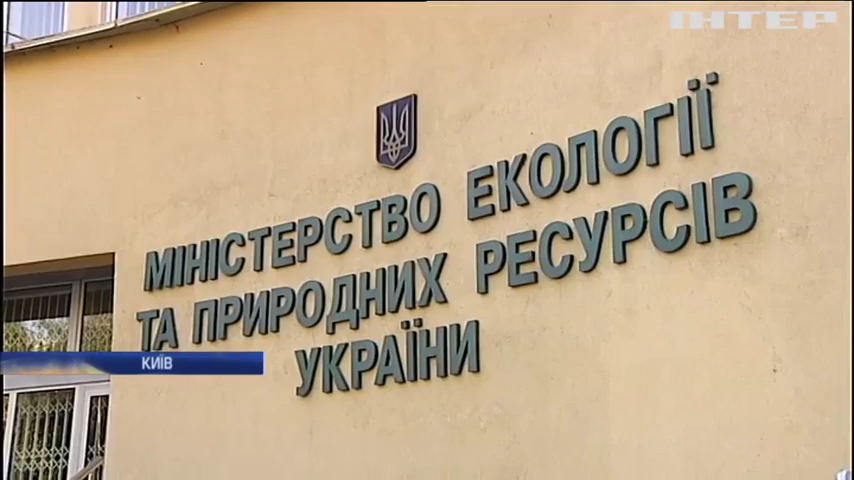 ІНТЕР
МІНІСТЕРСТВО ЕКОЛОГІЇ
ТА ПРИРОДНИХ РЕСУРСІВ
УКРАЇНИ
КИЇВ